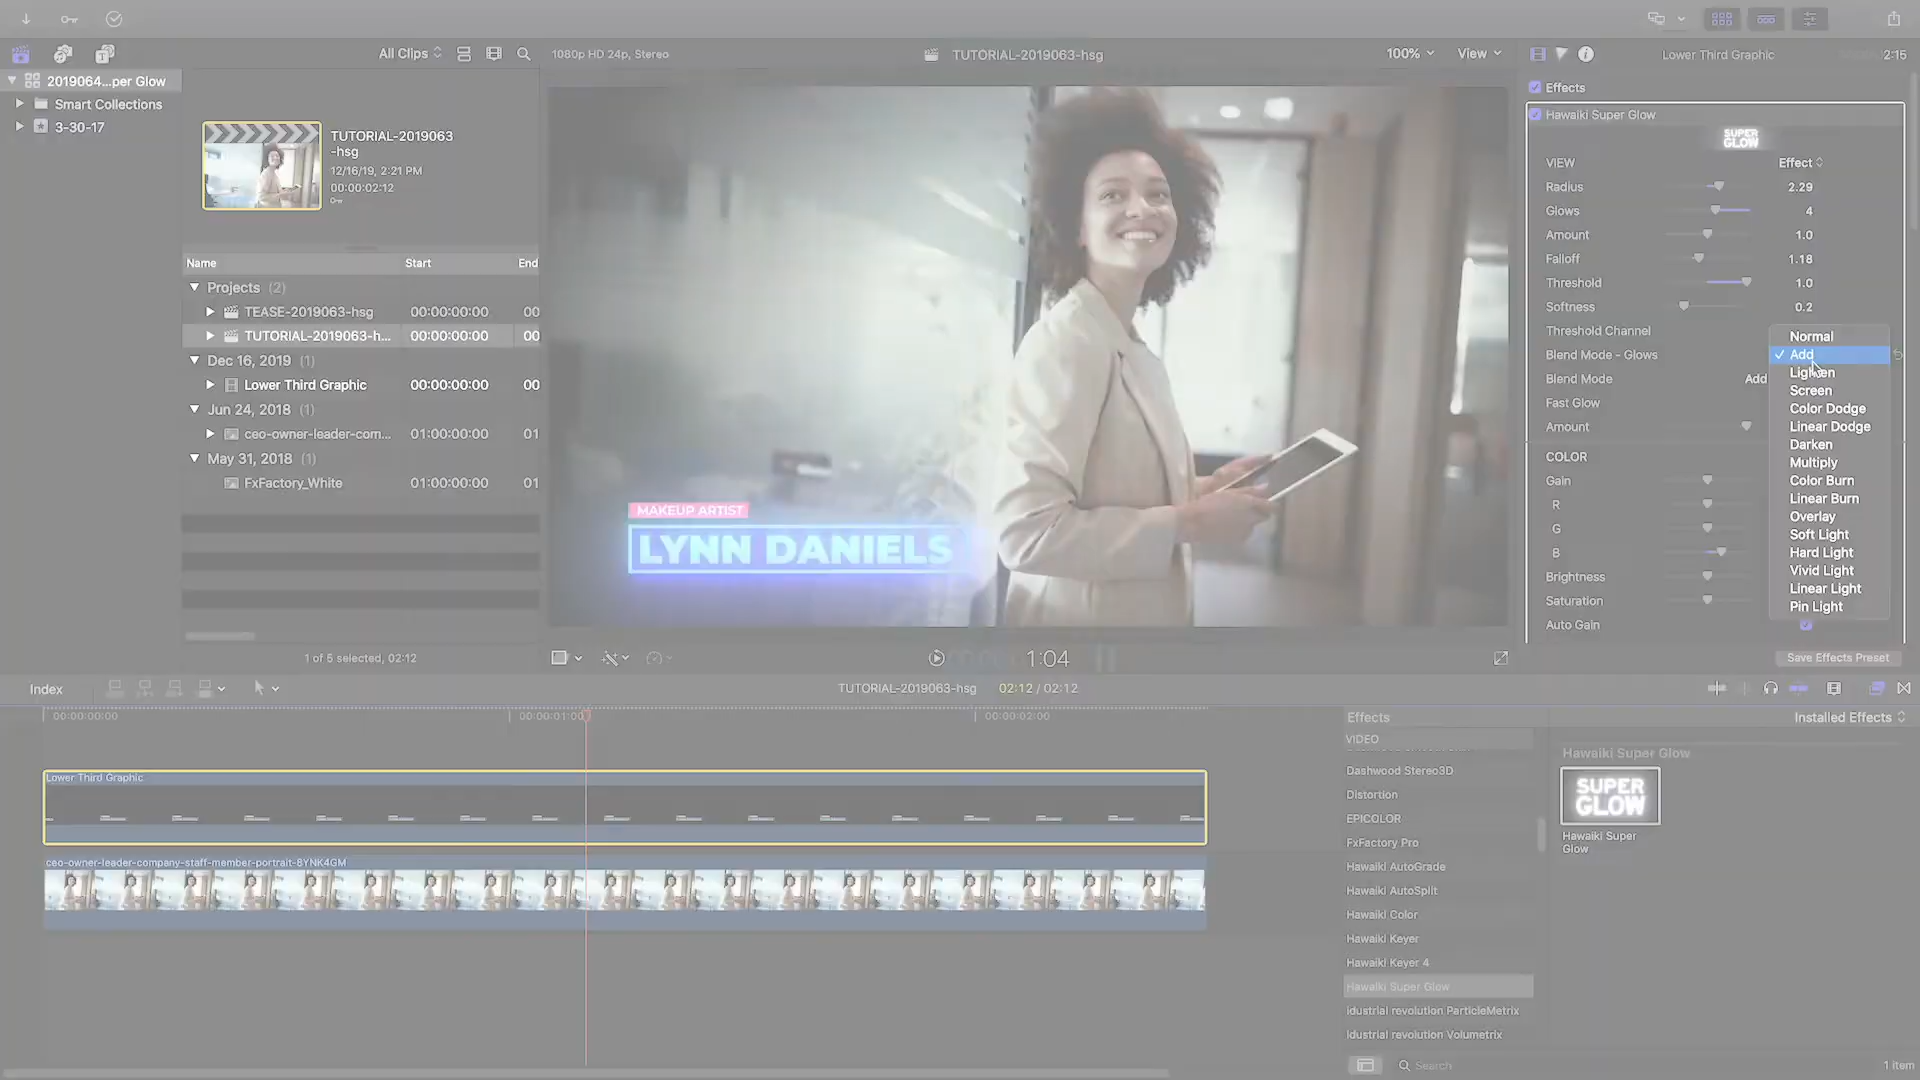 All Clips
1080p HD 24p, Stereo
TUTORIAL-2019063-hsg
100%
View
Lower Third Graphic
2:15
2019064...per Glow
Smart Collections
3-30-17
TUTORIAL-2019063
-hsg
12/16/19, 2:21 PM
00:00:02:12
Name Start End
Projects (2)
TEASE-2019063-hsg 00:00:00:00 00
TUTORIAL-2019063-h... 00:00:00:00 00
Dec 16, 2019 (1)
Lower Third Graphic 00:00:00:00 00
Jun 24, 2018 (1)
ceo-owner-leader-com... 01:00:00:00 01
May 31, 2018 (1)
FxFactory_White 01:00:00:00 01
1 of 5 selected, 02:12
MAKEUP ARTIST
LYNN DANIELS
1:04
Effects
Hawaiki Super Glow
SUPER
GLOW
VIEW Effect
Radius 2.29
Glows 4
Amount 1.0
Falloff 1.18
Threshold 1.0
Softness 0.2
Threshold Channel
Blend Mode - Glows
Blend Mode Add
Fast Glow
Amount
COLOR
Gain
R
G
B
Brightness
Saturation
Auto Gain
Normal
Add
Lighten
Screen
Color Dodge
Linear Dodge
Darken
Multiply
Color Burn
Linear Burn
Overlay
Soft Light
Hard Light
Vivid Light
Linear Light
Pin Light
Save Effects Preset
Index
TUTORIAL-2019063-hsg
02:12 / 02:12
00:00:00:00
00:00:01:00
00:00:02:00
Lower Third Graphic
ceo-owner-leader-company-staff-member-portrait-8YNK4GM
Effects
Installed Effects
VIDEO
Dashwood Stereo3D
Distortion
EPICOLOR
FxFactory Pro
Hawaiki AutoGrade
Hawaiki AutoSplit
Hawaiki Color
Hawaiki Keyer
Hawaiki Keyer 4
Hawaiki Super Glow
idustrial revolution ParticleMetrix
idustrial revolution Volumetrix
Hawaiki Super Glow
SUPER
GLOW
Hawaiki Super
Glow
Search
1 item